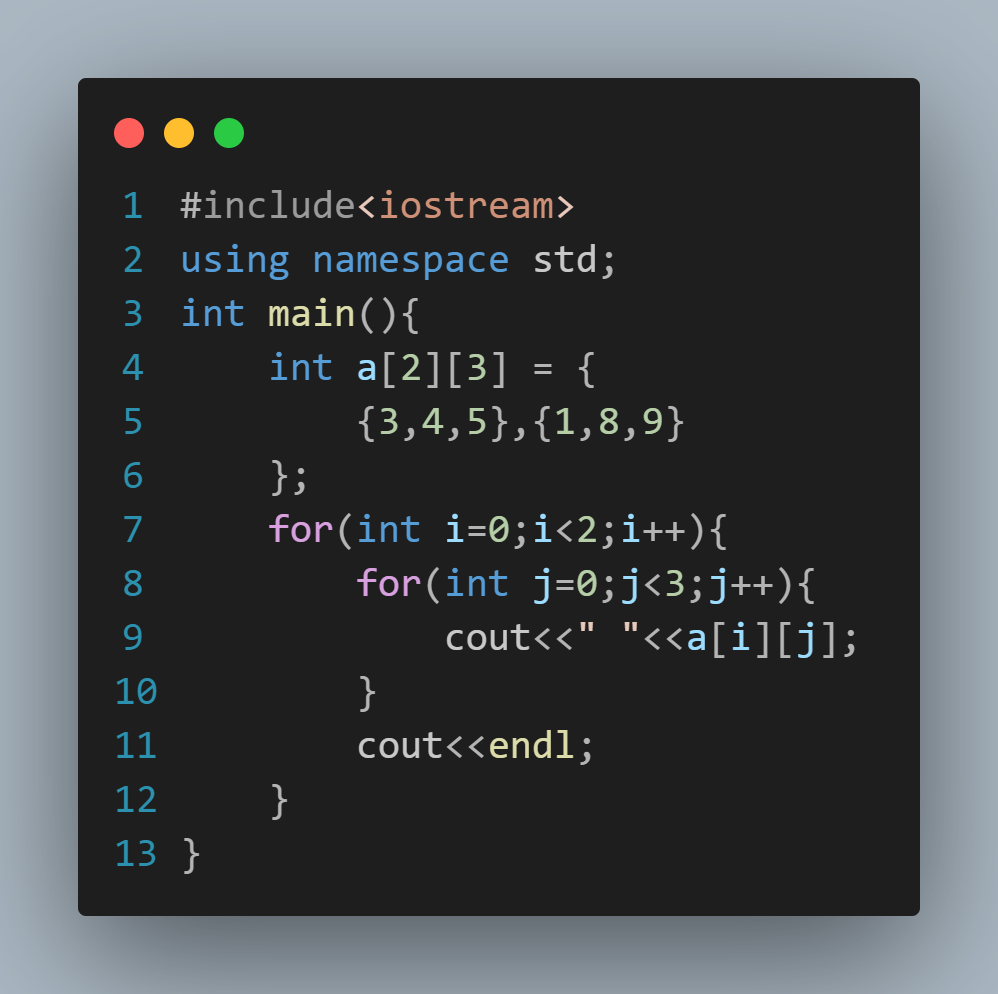 1 #include<iostream>
2 using namespace std;
3 int main(){
4     int a[2][3] = {
5         {3,4,5},{1,8,9}
6     };
7     for(int i=0;i<2;i++){
8         for(int j=0;j<3;j++){
9             cout<<" "<<a[i][j];
10         }
11         cout<<endl;
12     }
13 }